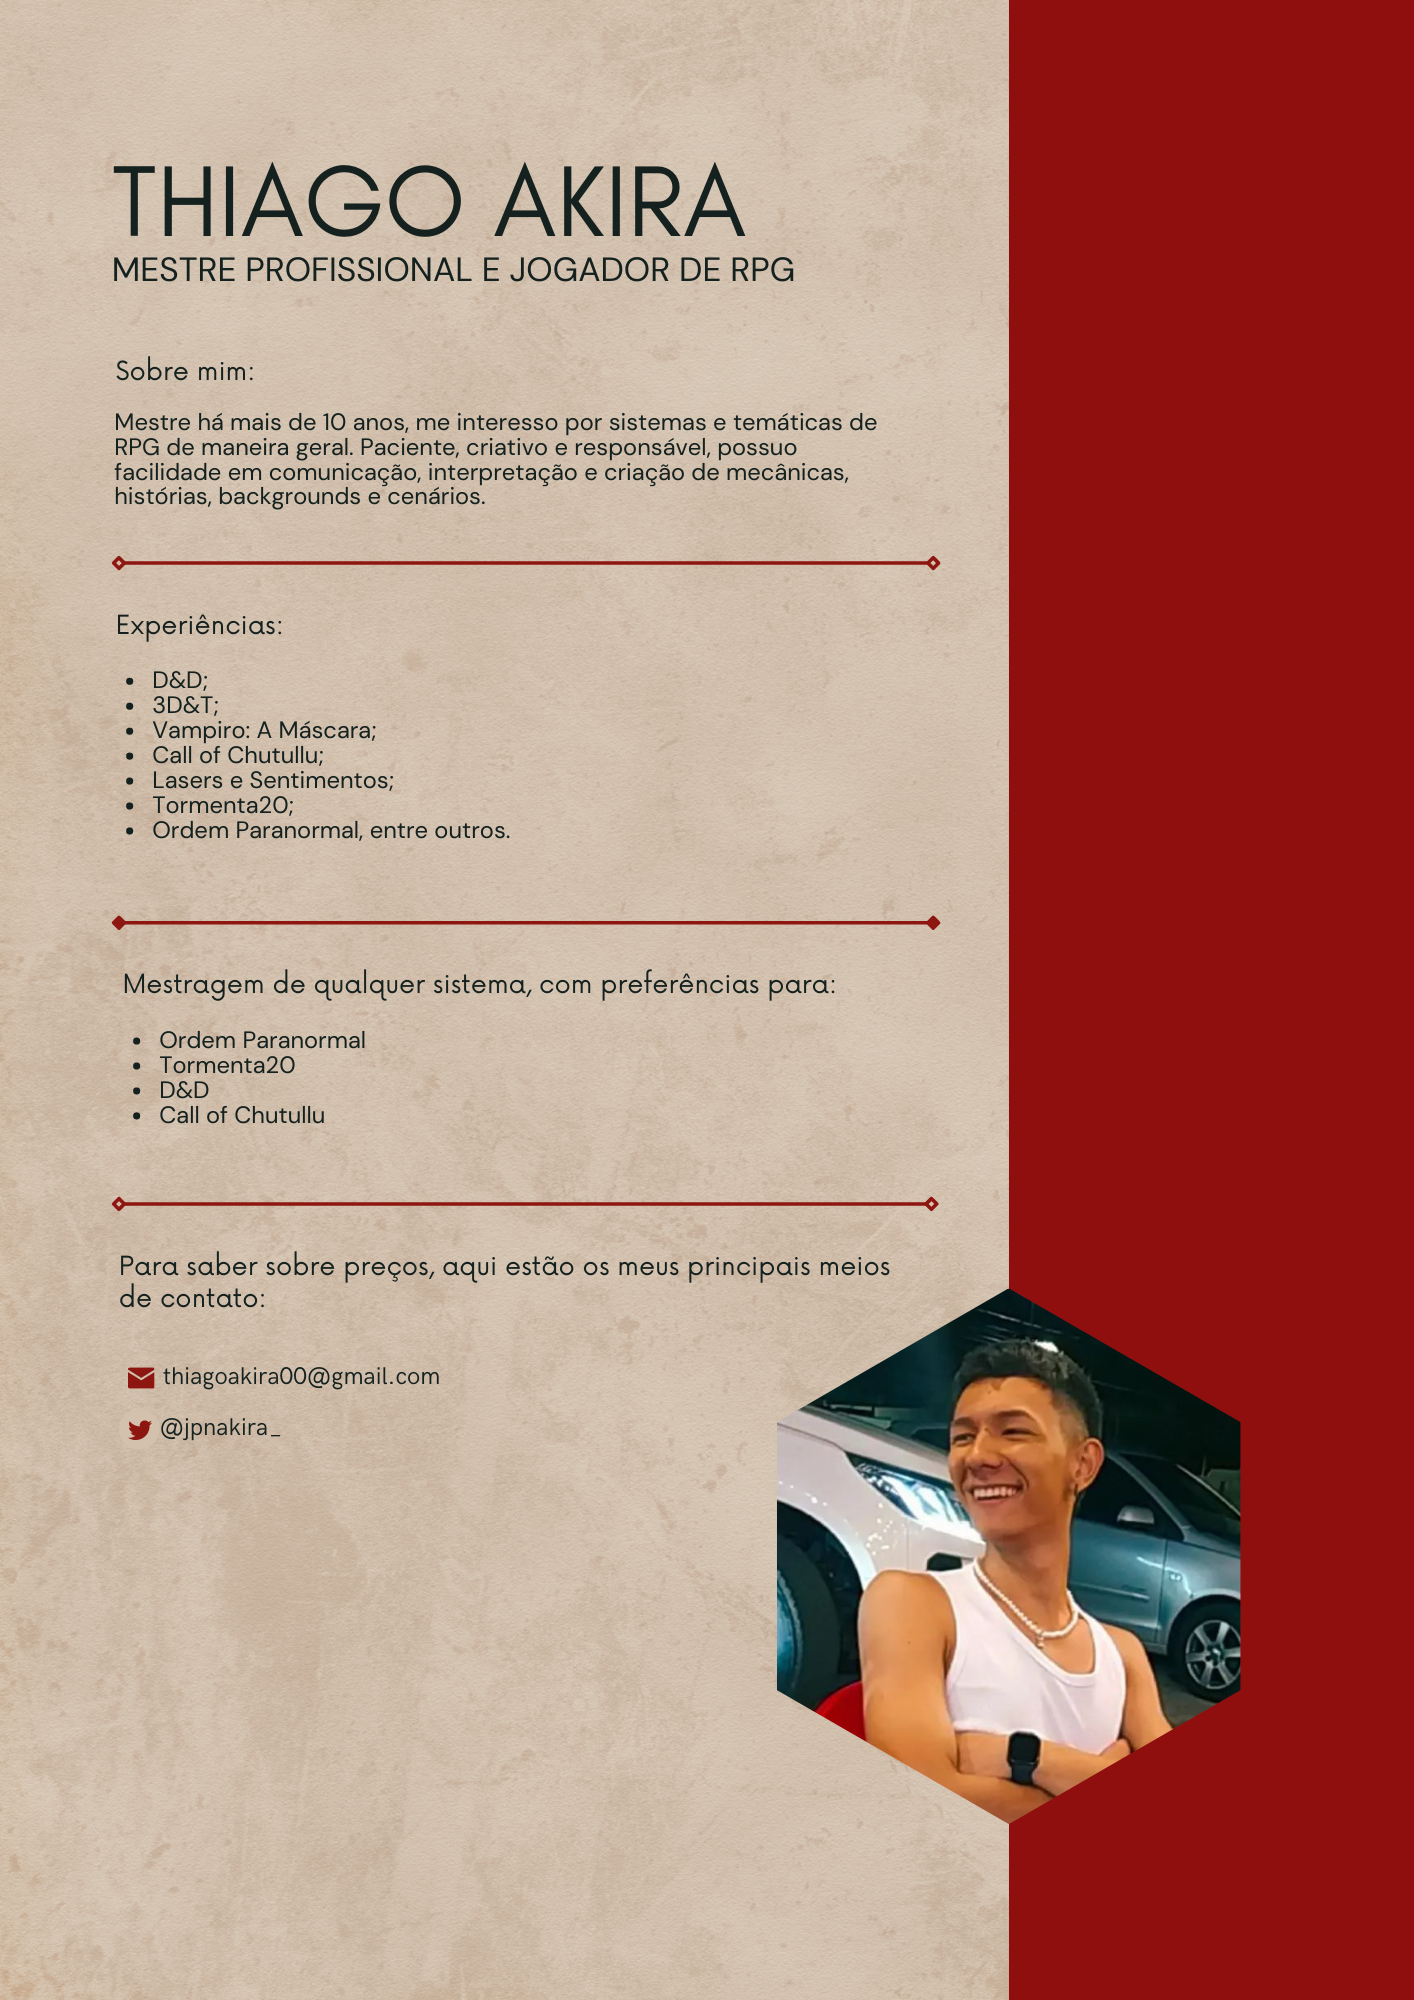 THIAGO AKIRA
MESTRE PROFISSIONAL E JOGADOR DE RPG
Sobre mim:
Mestre há mais de 10 anos, me interesso por sistemas e temáticas de
RPG de maneira geral. Paciente, criativo e responsável, possuo
facilidade em comunicação, interpretação e criação de mecânicas,
histórias, backgrounds e cenários.
Experiências:
• D&D;
• 3D&T;
• Vampiro: A Máscara;
• Call of Chutullu;
• Lasers e Sentimentos;
• Tormenta20;
• Ordem Paranormal, entre outros.
Mestragem de qualquer sistema, com preferências para:
• Ordem Paranormal
• Tormenta20
• D&D
• Call of Chutullu
Para saber sobre preços, aqui estão os meus principais meios
de contato:
thiagoakira00@gmail.com
@jpnakira_